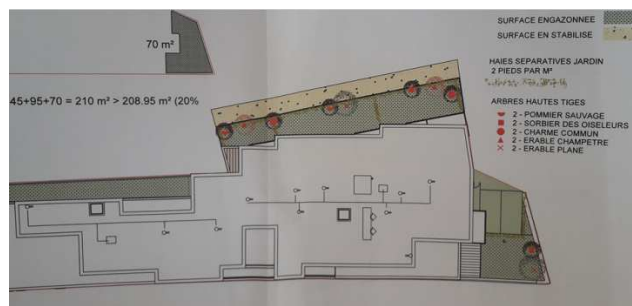 SURFACE ENGAZONNEE
SURFACE EN STABILISE
70 m²
HAIES SEPARATIVES JARDIN
2 PIEDS PAR M²
45+95+70 = 210 m² > 208.95 m² (20%
ARBRES HAUTES TIGES
2 - POMMIER SAUVAGE
2 - SORBIER DES OISELEURS
2 - CHARME COMMUN
2 - ERABLE CHAMPETRE
2 - ERABLE PLANE